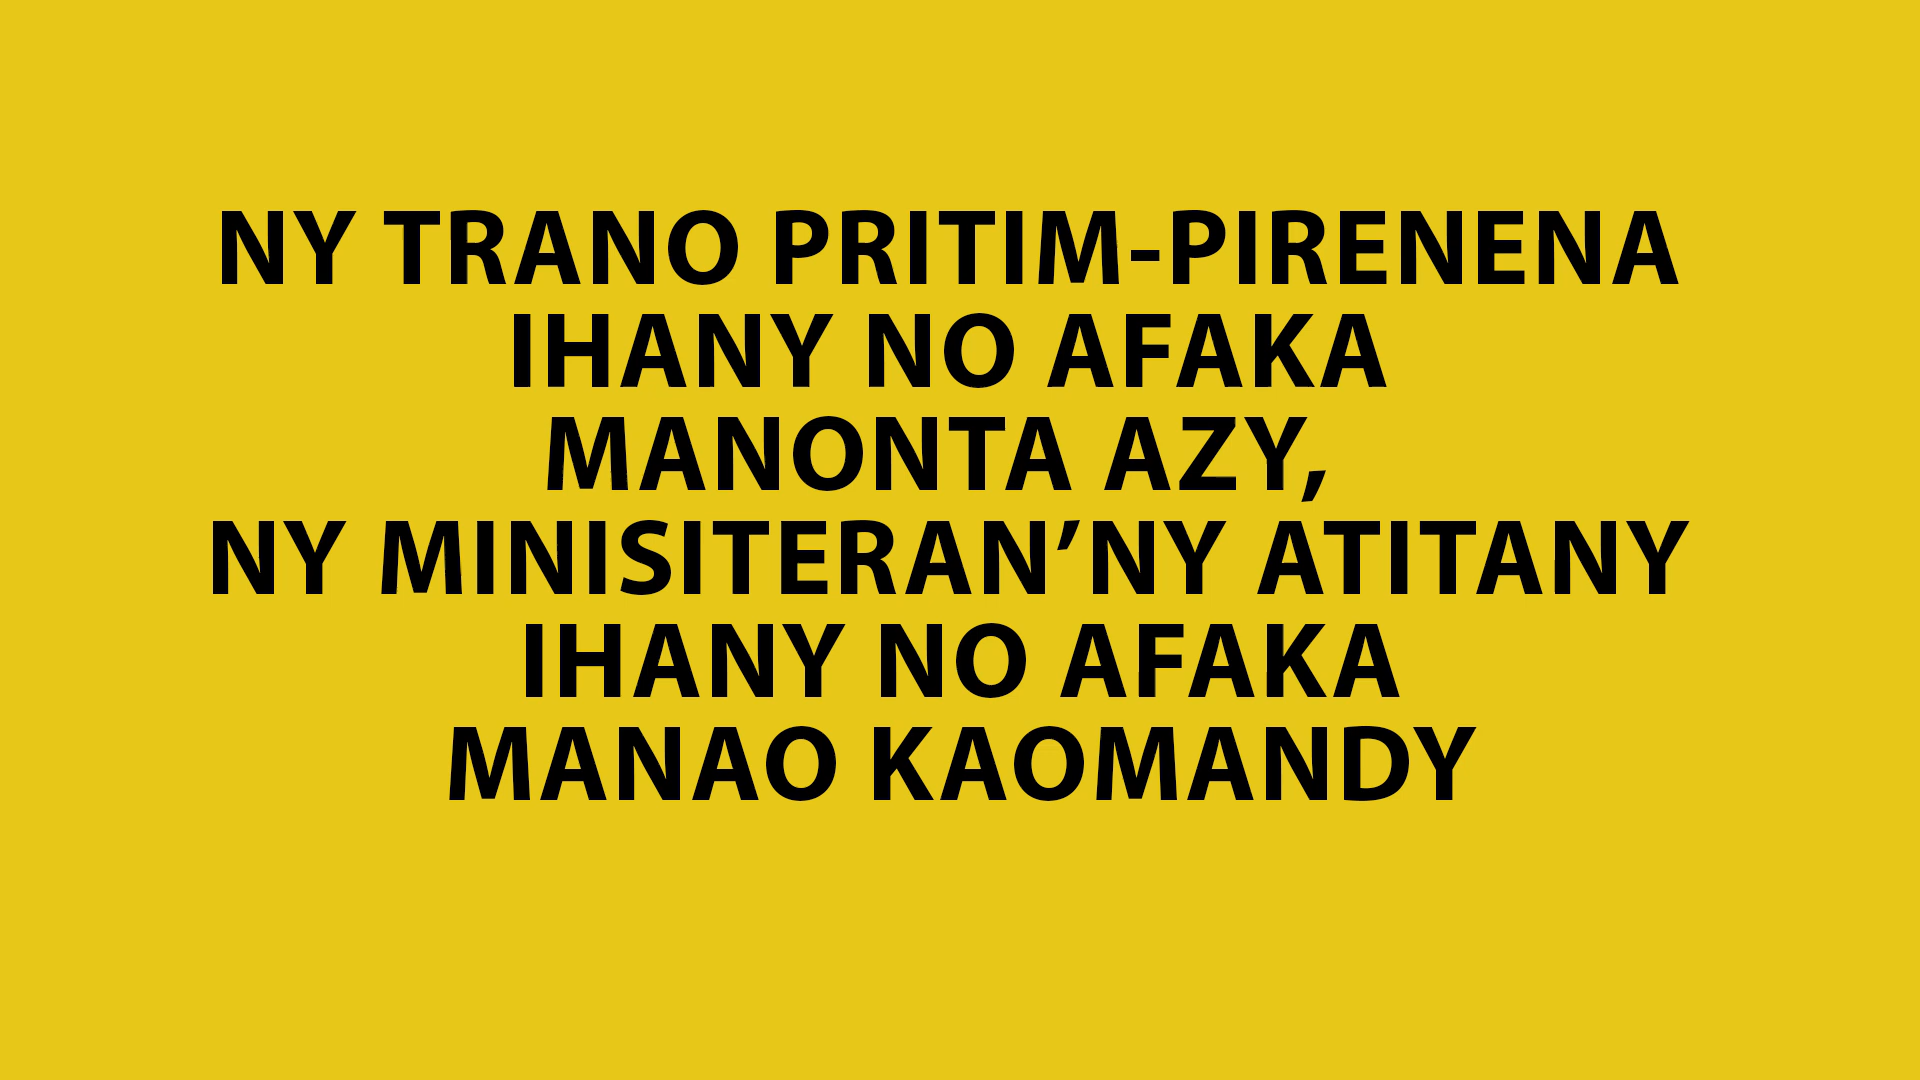 NY TRANO PRITIM-PIRENENA
IHANY NO AFAKA
MANONTA AZY,
NY MINISITERAN’NY ATITANY
IHANY NO AFAKA
MANAO KAOMANDY